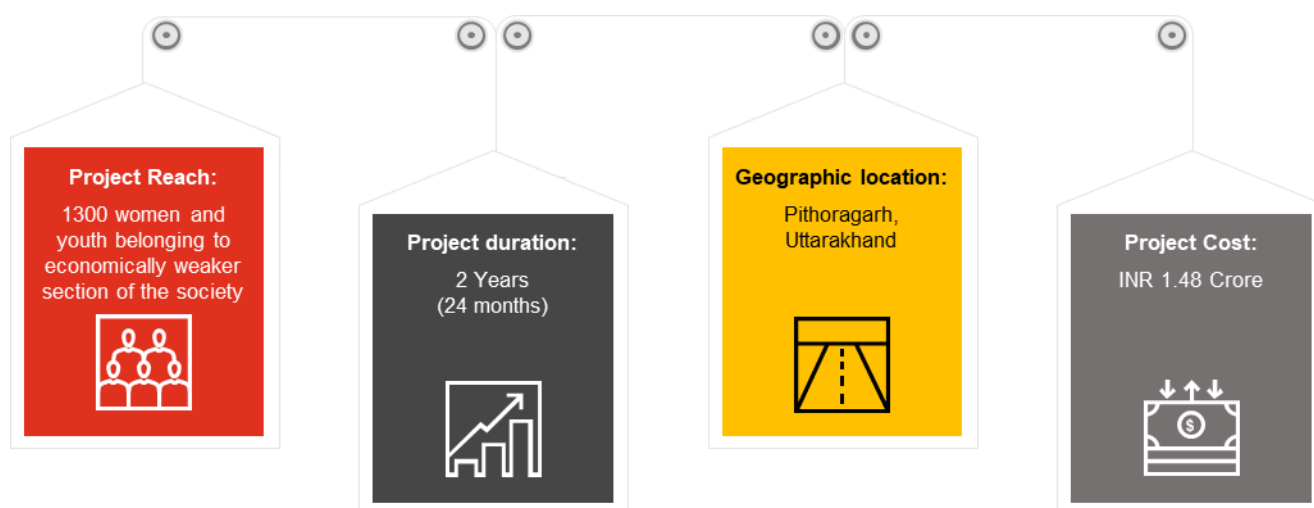 Project Reach:
1300 women and
youth belonging to
economically weaker
section of the society
Project duration:
2 Years
(24 months)
Geographic location:
Pithoragarh,
Uttarakhand
Project Cost:
INR 1.48 Crore
$